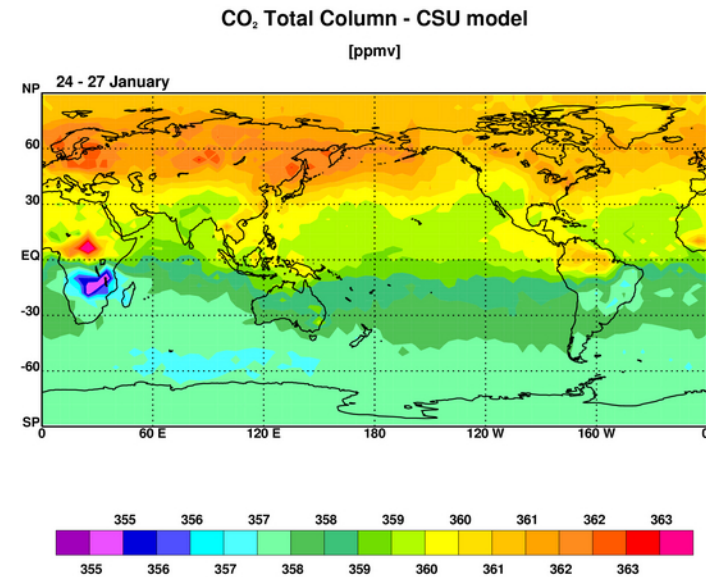 CO₂ Total Column - CSU model
[ppmv]
24 - 27 January
NP
60
30
EQ
-30
-60
SP
0 60 E 120 E 180 120 W 160 W 0
355 356 357 358 359 360 361 362 363
355 356 357 358 359 360 361 362 363